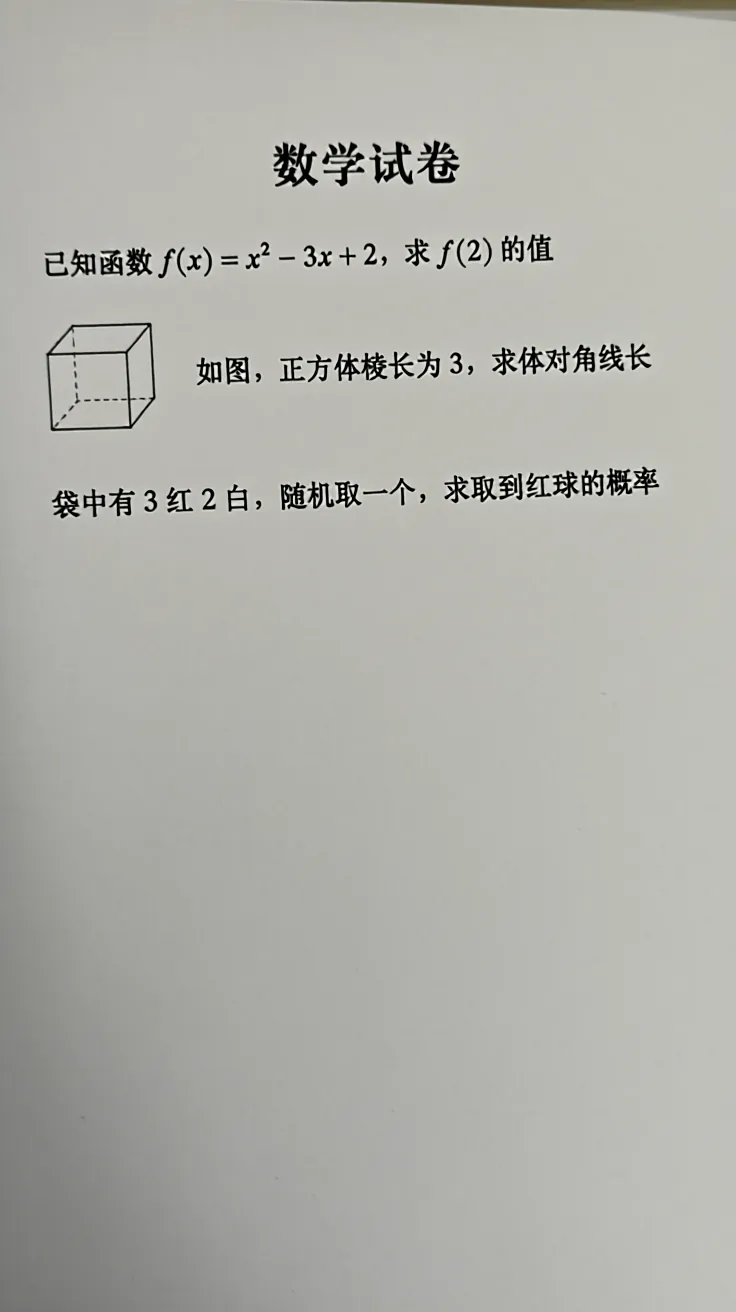 数学试卷
已知函数 f(x) = x² − 3x + 2，求 f(2) 的值
如图，正方体棱长为 3，求体对角线长
袋中有 3 红 2 白，随机取一个，求取到红球的概率